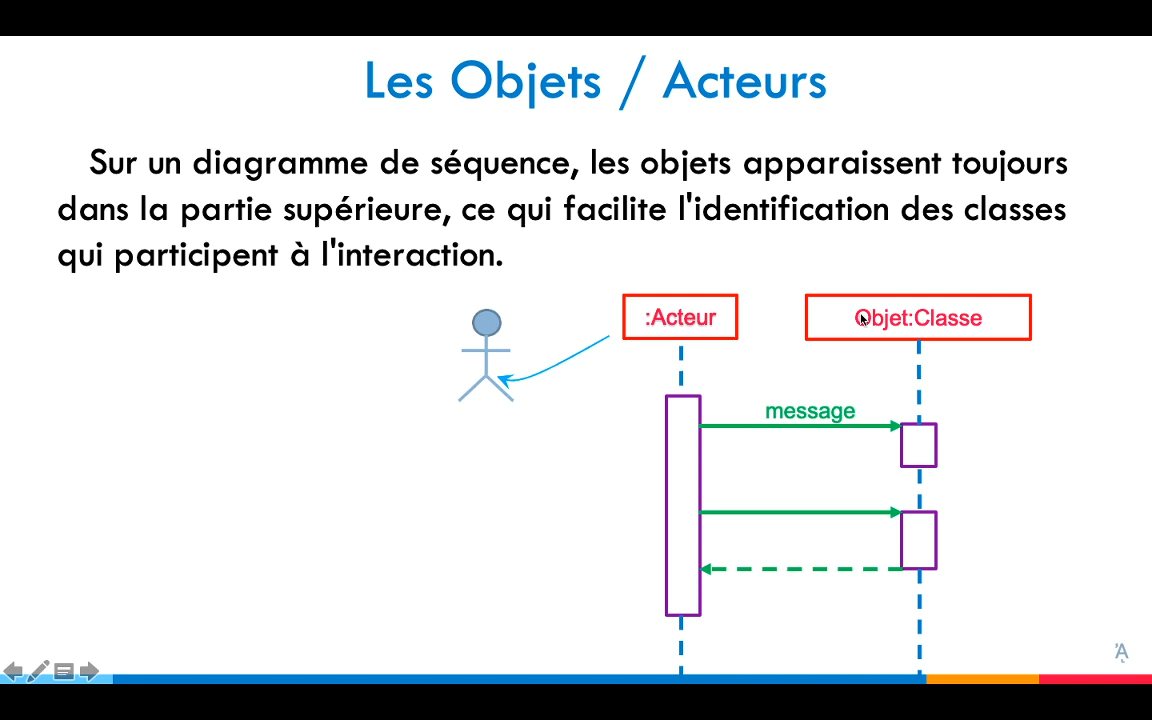 Les Objets / Acteurs
Sur un diagramme de séquence, les objets apparaissent toujours
dans la partie supérieure, ce qui facilite l'identification des classes
qui participent à l'interaction.
:Acteur
Objet:Classe
message